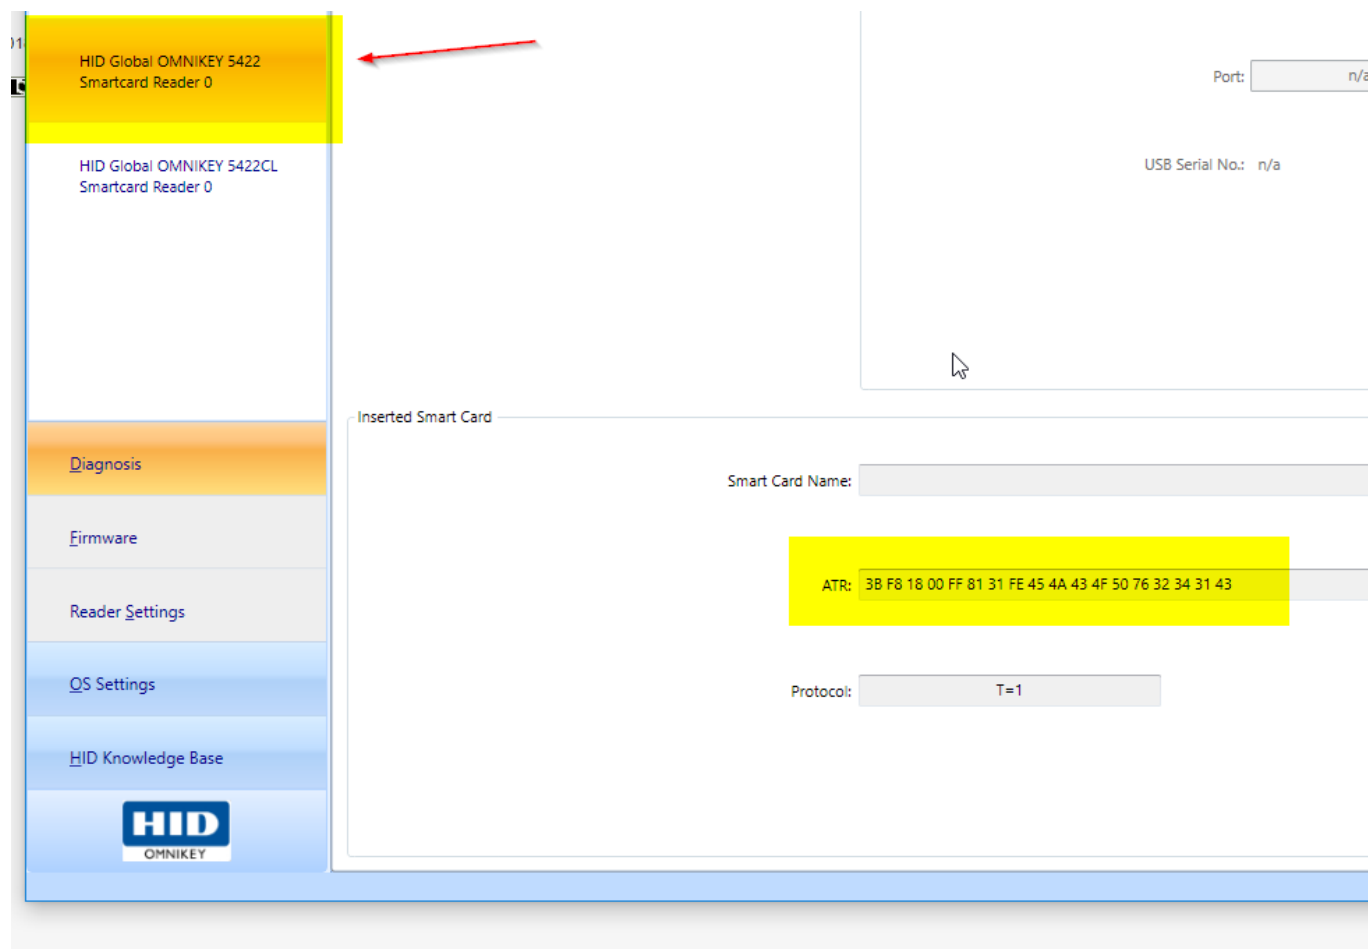 HID Global OMNIKEY 5422
Smartcard Reader 0
HID Global OMNIKEY 5422CL
Smartcard Reader 0
Port: n/a
USB Serial No.: n/a
Inserted Smart Card
Smart Card Name:
ATR: 3B F8 18 00 FF 81 31 FE 45 4A 43 4F 50 76 32 34 31 43
Protocol: T=1
Diagnosis
Firmware
Reader Settings
OS Settings
HID Knowledge Base
HID
OMNIKEY